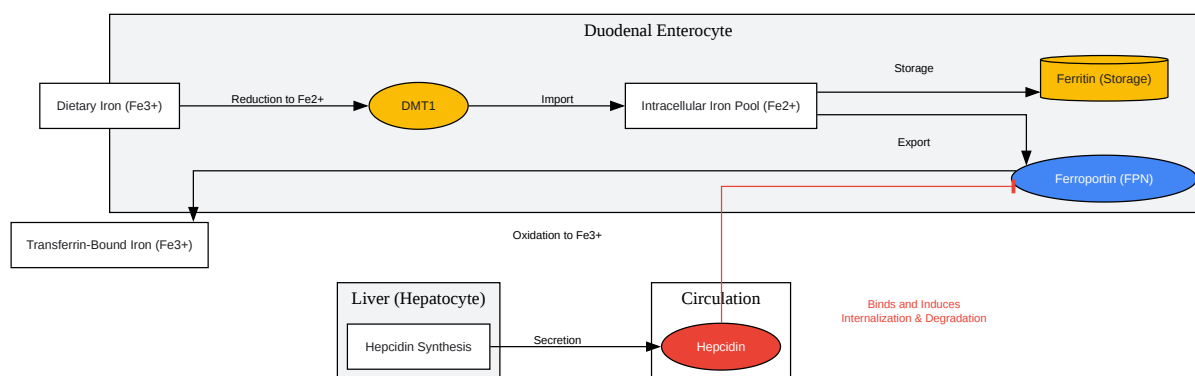 Duodenal Enterocyte
Storage
Ferritin (Storage)
Dietary Iron (Fe3+)
Reduction to Fe2+
DMT1
Import
Intracellular Iron Pool (Fe2+)
Export
Ferroportin (FPN)
Transferrin-Bound Iron (Fe3+)
Oxidation to Fe3+
Liver (Hepatocyte)
Circulation
Binds and Induces
Internalization & Degradation
Hepcidin Synthesis
Secretion
Hepcidin